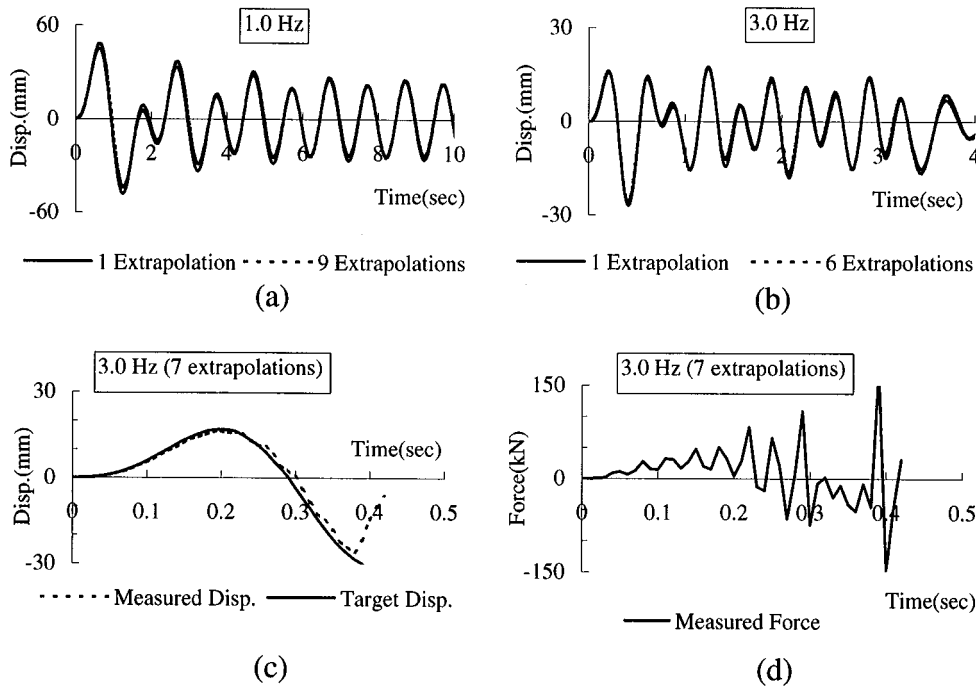 60
1.0 Hz
Disp.(mm)
0
0 2 4 6 8 10
Time(sec)
-60
1 Extrapolation 9 Extrapolations
(a)
30
3.0 Hz
Disp.(mm)
0
0 1 2 3 4
Time(sec)
-30
1 Extrapolation 6 Extrapolations
(b)
3.0 Hz (7 extrapolations)
30
Disp.(mm)
Time(sec)
0
0 0.1 0.2 0.3 0.4 0.5
-30
Measured Disp. Target Disp.
(c)
3.0 Hz (7 extrapolations)
150
Force(kN)
0
0 0.1 0.2 0.3 0.4 0.5
-150
Time(sec)
Measured Force
(d)